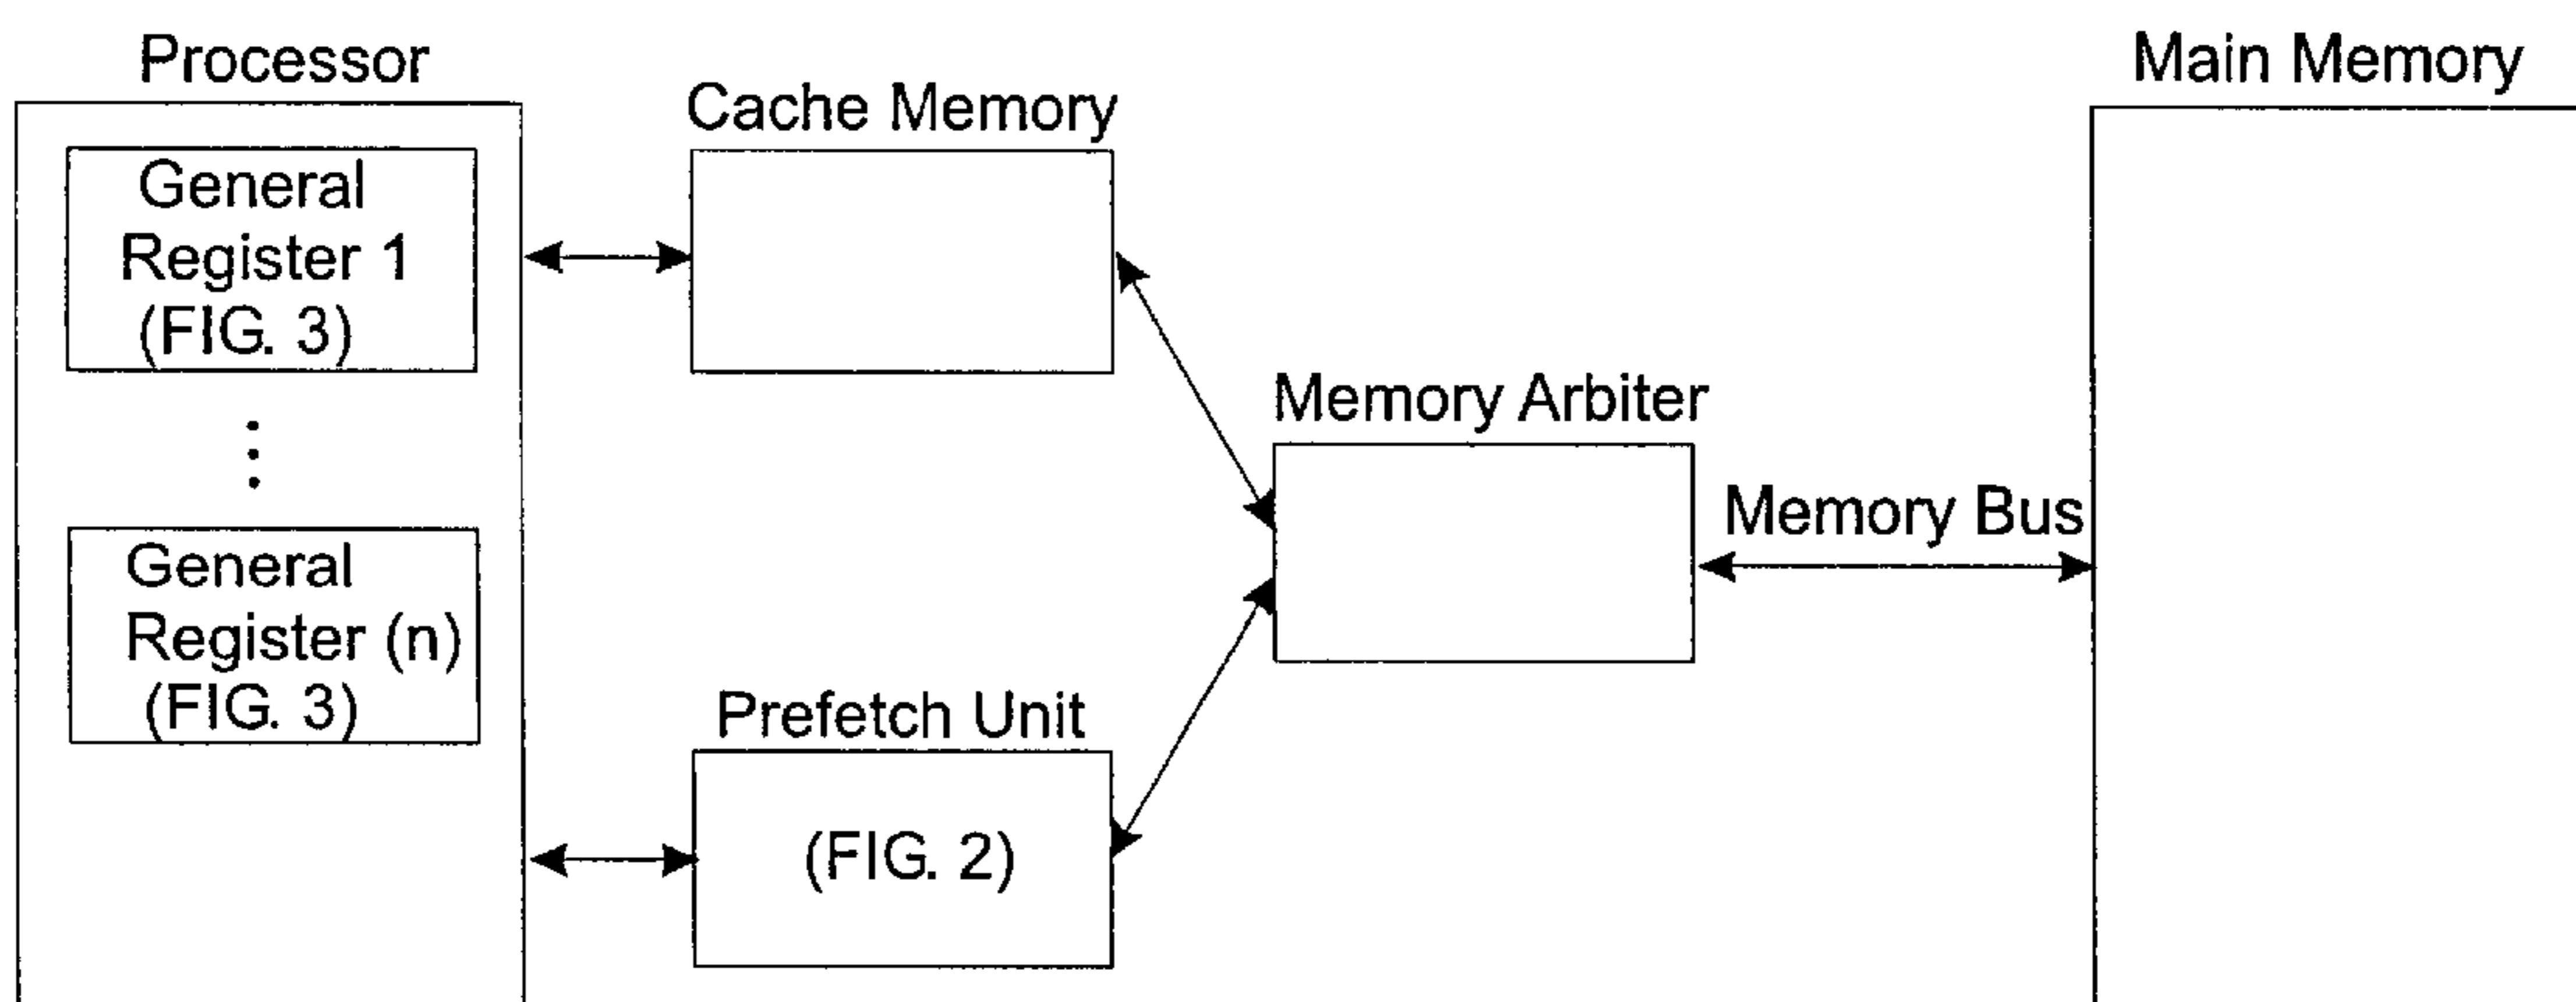 Processor
General
Register 1
(FIG. 3)
General
Register (n)
(FIG. 3)
Cache Memory
Prefetch Unit
(FIG. 2)
Memory Arbiter
Memory Bus
Main Memory